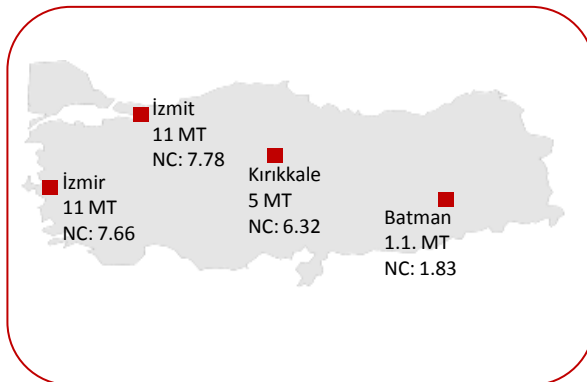 İzmit
11 MT
NC: 7.78
İzmir
11 MT
NC: 7.66
Kırıkkale
5 MT
NC: 6.32
Batman
1.1. MT
NC: 1.83